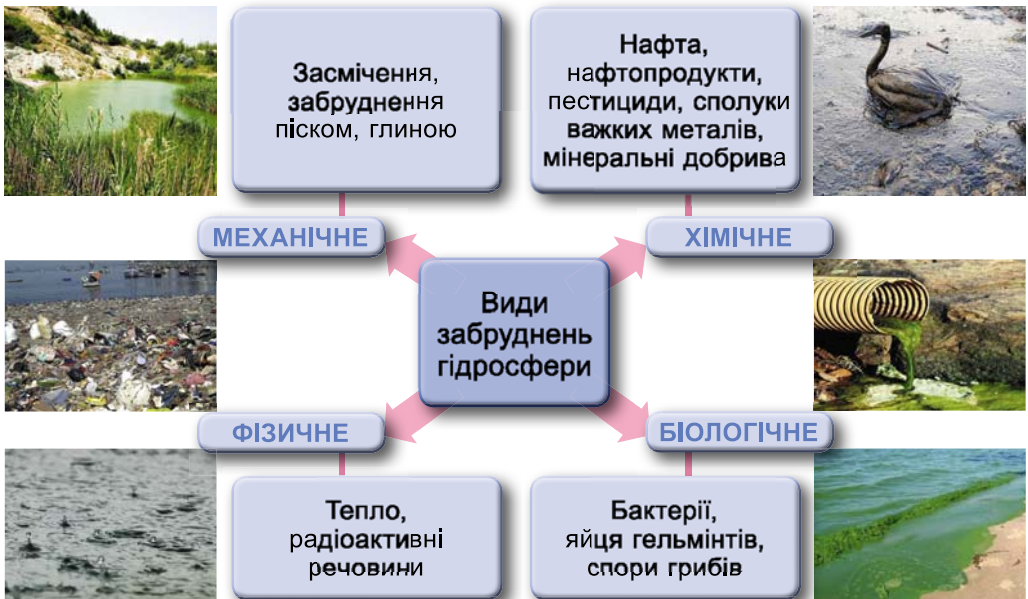 Засмічення,
забруднення
піском, глиною
Нафта,
нафтопродукти,
пестициди, сполуки
важких металів,
мінеральні добрива
МЕХАНІЧНЕ
ХІМІЧНЕ
Види
забруднень
гідросфери
ФІЗИЧНЕ
БІОЛОГІЧНЕ
Тепло,
радіоактивні
речовини
Бактерії,
яйця гельмінтів,
спори грибів